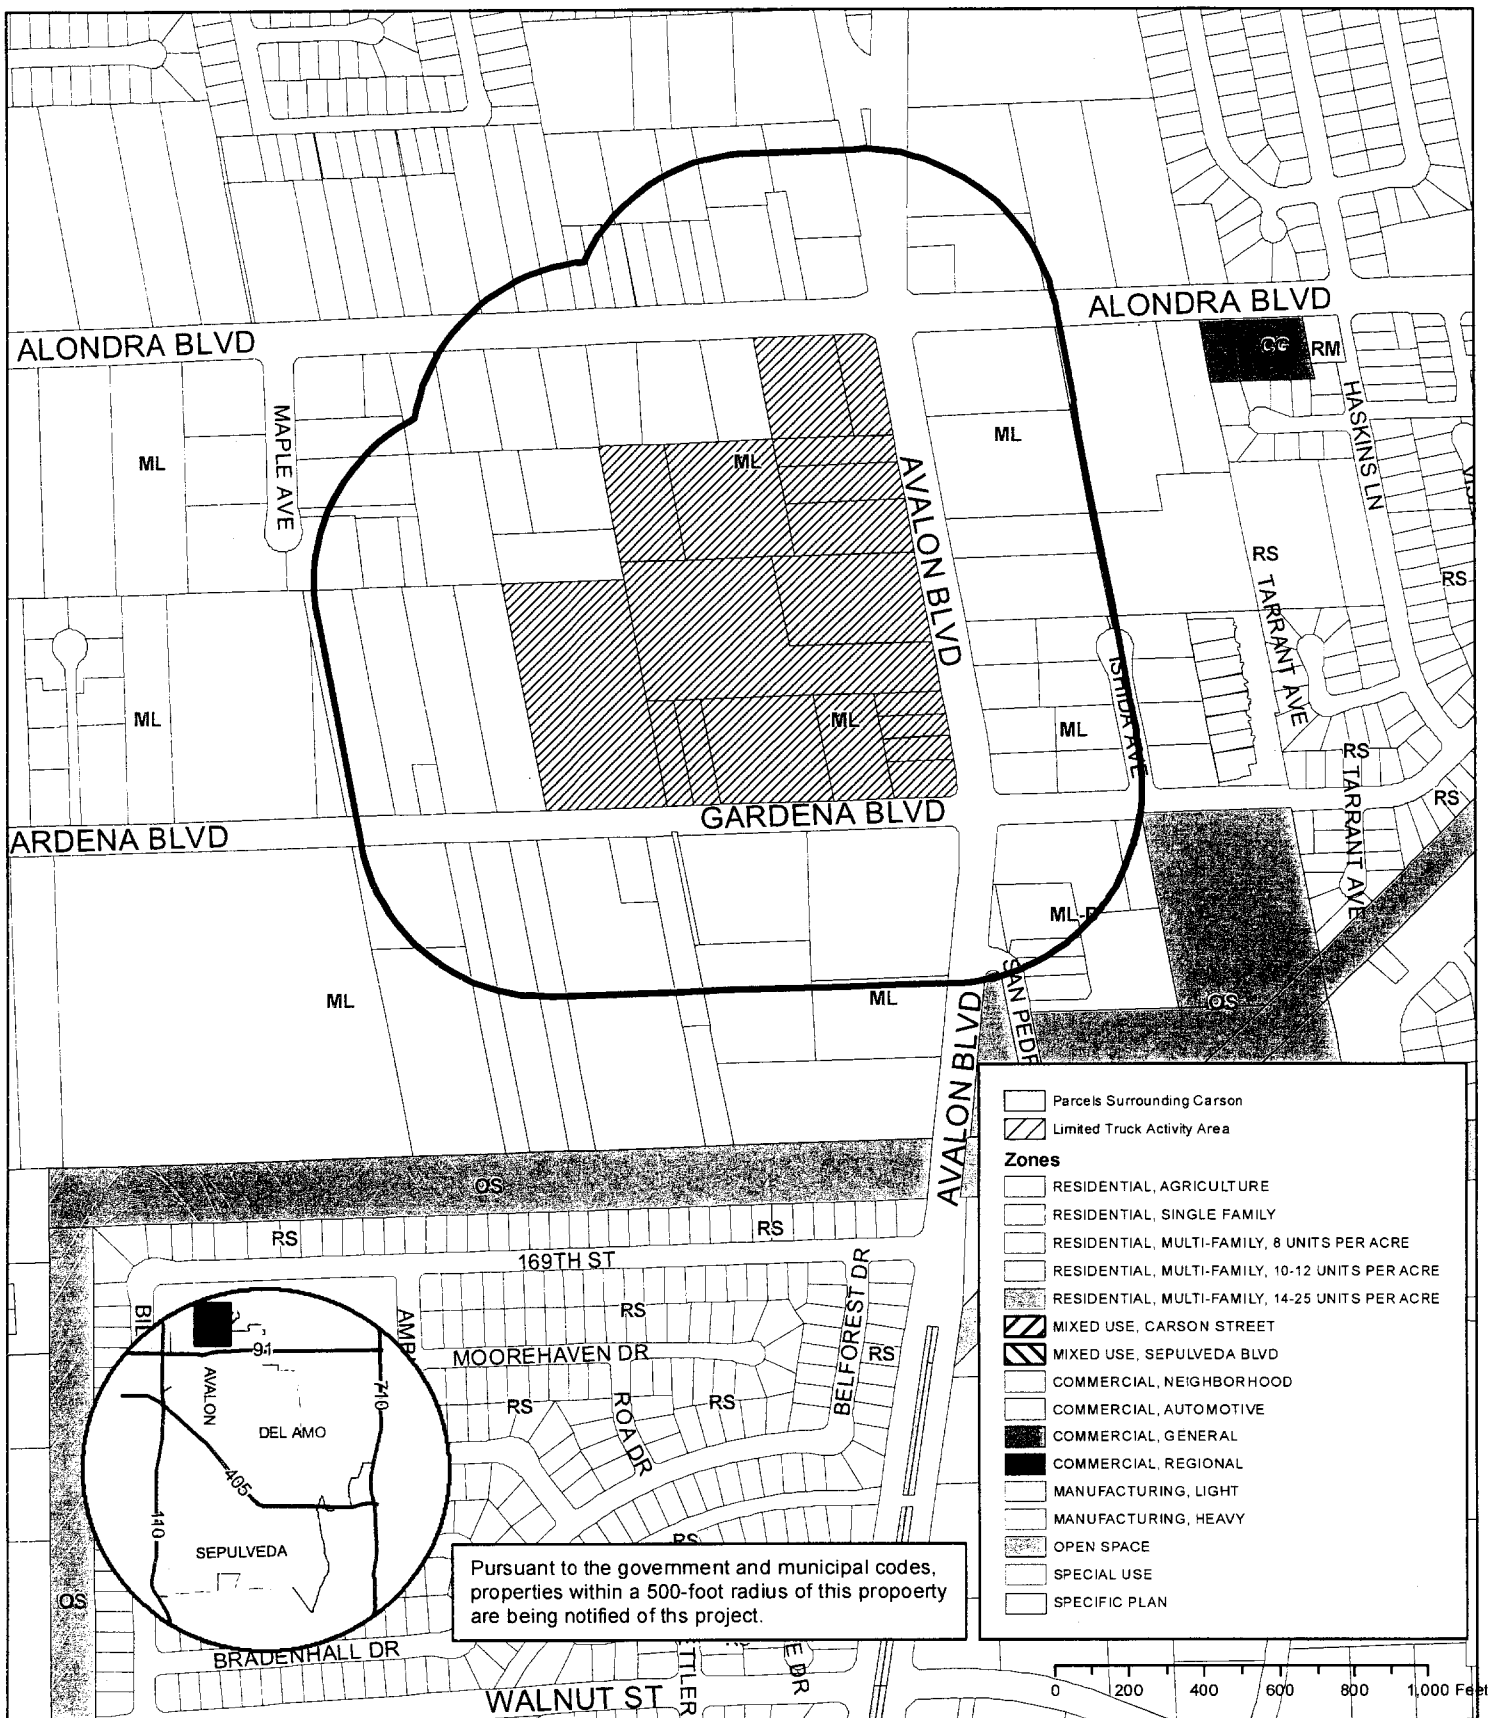 ALONDRA BLVD
ALONDRA BLVD
CG
RM
HASKINS LN
MAPLE AVE
ML
ML
ML
AVALON BLVD
RS
RS
TARRANT AVE
ISHIDA AVE
ML
ML
ML
RS
TARRANT AVE
RS
GARDENA BLVD
ARDENA BLVD
ML
ML
OS
SAN PEDR
AVALON BLVD
OS
RS
RS
169TH ST
RS
BELFOREST DR
MOOREHAVEN DR
RS
RS
RS
ROA DR
RS
OS
BRADENHALL DR
WALNUT ST
TTLER
E DR
91
AVALON
710
DEL AMO
405
110
SEPULVEDA
Pursuant to the government and municipal codes,
properties within a 500-foot radius of this propoerty
are being notified of ths project.
Parcels Surrounding Carson
Limited Truck Activity Area
Zones
RESIDENTIAL, AGRICULTURE
RESIDENTIAL, SINGLE FAMILY
RESIDENTIAL, MULTI-FAMILY, 8 UNITS PER ACRE
RESIDENTIAL, MULTI-FAMILY, 10-12 UNITS PER ACRE
RESIDENTIAL, MULTI-FAMILY, 14-25 UNITS PER ACRE
MIXED USE, CARSON STREET
MIXED USE, SEPULVEDA BLVD
COMMERCIAL, NEIGHBORHOOD
COMMERCIAL, AUTOMOTIVE
COMMERCIAL, GENERAL
COMMERCIAL, REGIONAL
MANUFACTURING, LIGHT
MANUFACTURING, HEAVY
OPEN SPACE
SPECIAL USE
SPECIFIC PLAN
0 200 400 600 800 1,000 Feet